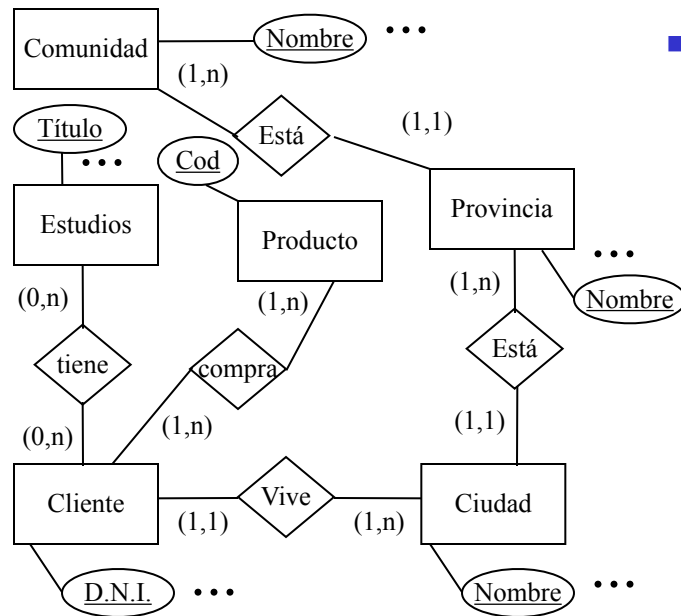 Comunidad
Nombre
...
(1,n)
Está
(1,1)
Título
...
Cod
Estudios
Producto
Provincia
...
Nombre
(0,n)
(1,n)
(1,n)
tiene
compra
Está
(0,n)
(1,n)
(1,1)
Cliente
(1,1)
Vive
(1,n)
Ciudad
D.N.I.
...
Nombre
...